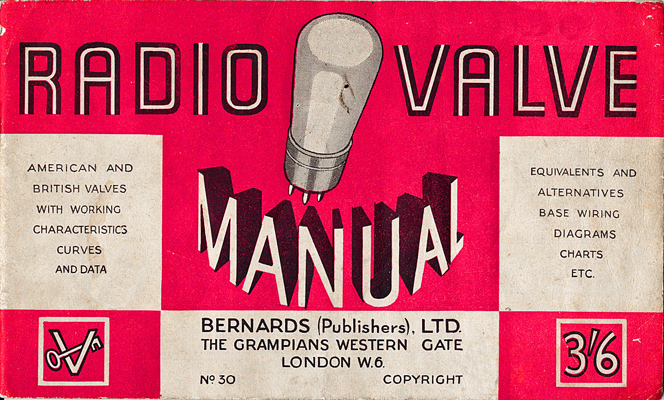 RADIO VALVE
MANUAL
AMERICAN AND
BRITISH VALVES
WITH WORKING
CHARACTERISTICS
CURVES
AND DATA
EQUIVALENTS AND
ALTERNATIVES
BASE WIRING
DIAGRAMS
CHARTS
ETC.
BERNARDS (Publishers), LTD.
THE GRAMPIANS WESTERN GATE
LONDON W.6.
Nº 30 COPYRIGHT
3'/6